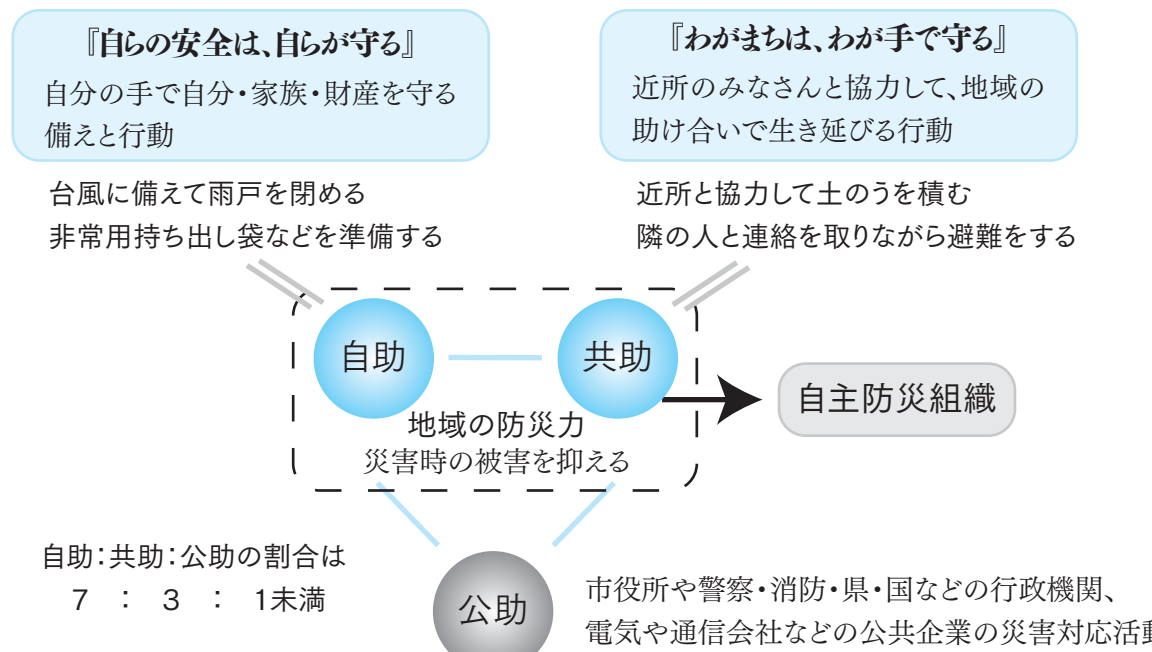 『自らの安全は、自らが守る』
自分の手で自分・家族・財産を守る
備えと行動
台風に備えて雨戸を閉める
非常用持ち出し袋などを準備する
『わがまちは、わが手で守る』
近所のみなさんと協力して、地域の
助け合いで生き延びる行動
近所と協力して土のうを積む
隣の人と連絡を取りながら避難をする
自助
共助
地域の防災力
災害時の被害を抑える
自主防災組織
自助:共助:公助の割合は
7 : 3 : 1未満
公助
市役所や警察・消防・県・国などの行政機関、
電気や通信会社などの公共企業の災害対応活動